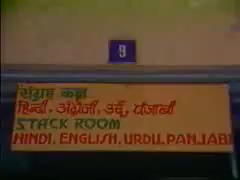 9
संग्रह कक्ष
हिन्दी, अंग्रेजी, उर्दू, पंजाबी
STACK ROOM
HINDI, ENGLISH, URDU, PANJABI